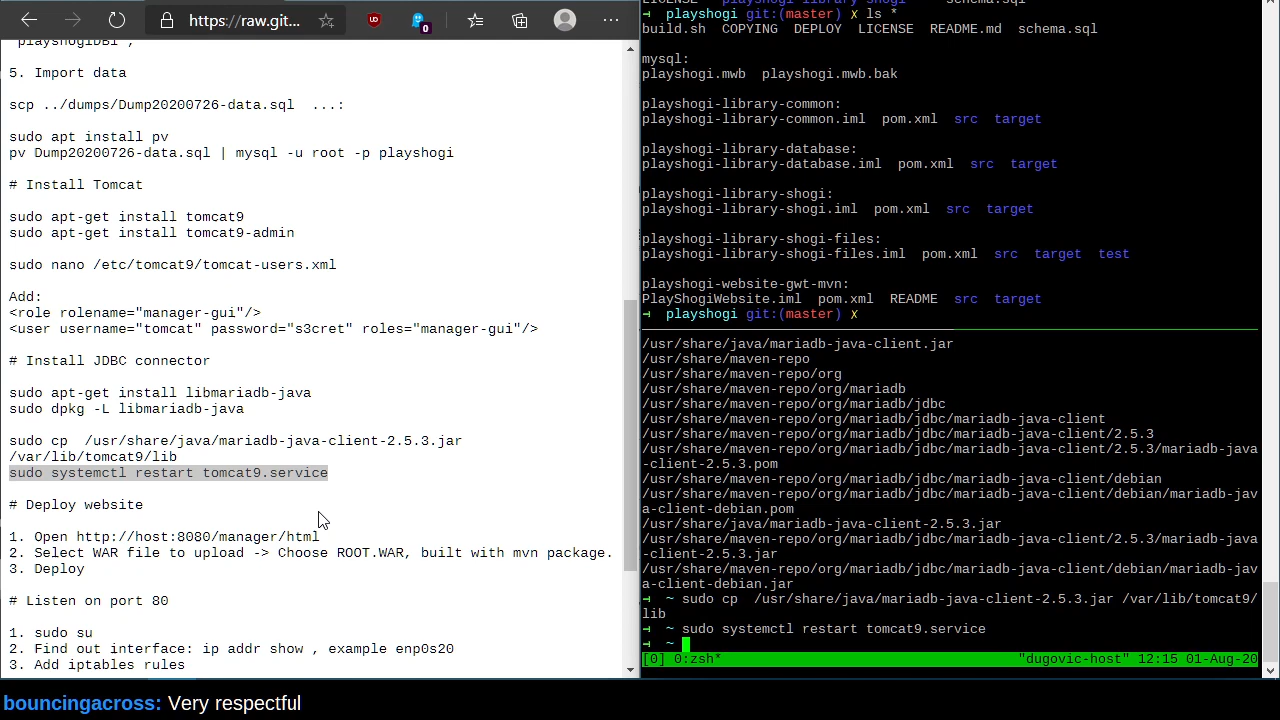 https://raw.git...
UD
0
playshogiDB1",
5. Import data
scp ../dumps/Dump20200726-data.sql  ...:
sudo apt install pv
pv Dump20200726-data.sql | mysql -u root -p playshogi
# Install Tomcat
sudo apt-get install tomcat9
sudo apt-get install tomcat9-admin
sudo nano /etc/tomcat9/tomcat-users.xml
Add:
<role rolename="manager-gui"/>
<user username="tomcat" password="s3cret" roles="manager-gui"/>
# Install JDBC connector
sudo apt-get install libmariadb-java
sudo dpkg -L libmariadb-java
sudo cp  /usr/share/java/mariadb-java-client-2.5.3.jar
/var/lib/tomcat9/lib
sudo systemctl restart tomcat9.service
# Deploy website
1. Open http://host:8080/manager/html
2. Select WAR file to upload -> Choose ROOT.WAR, built with mvn package.
3. Deploy
# Listen on port 80
1. sudo su
2. Find out interface: ip addr show , example enp0s20
3  Add iptables rules
LICENSE  playshogi-library-shogi  schema.sql
→ playshogi git:(master) ✗ ls *
build.sh  COPYING  DEPLOY  LICENSE  README.md  schema.sql
mysql:
playshogi.mwb  playshogi.mwb.bak
playshogi-library-common:
playshogi-library-common.iml  pom.xml  src  target
playshogi-library-database:
playshogi-library-database.iml  pom.xml  src  target
playshogi-library-shogi:
playshogi-library-shogi.iml  pom.xml  src  target
playshogi-library-shogi-files:
playshogi-library-shogi-files.iml  pom.xml  src  target  test
playshogi-website-gwt-mvn:
PlayShogiWebsite.iml  pom.xml  README  src  target
→ playshogi git:(master) ✗
/usr/share/java/mariadb-java-client.jar
/usr/share/maven-repo
/usr/share/maven-repo/org
/usr/share/maven-repo/org/mariadb
/usr/share/maven-repo/org/mariadb/jdbc
/usr/share/maven-repo/org/mariadb/jdbc/mariadb-java-client
/usr/share/maven-repo/org/mariadb/jdbc/mariadb-java-client/2.5.3
/usr/share/maven-repo/org/mariadb/jdbc/mariadb-java-client/2.5.3/mariadb-java
-client-2.5.3.pom
/usr/share/maven-repo/org/mariadb/jdbc/mariadb-java-client/debian
/usr/share/maven-repo/org/mariadb/jdbc/mariadb-java-client/debian/mariadb-jav
a-client-debian.pom
/usr/share/java/mariadb-java-client-2.5.3.jar
/usr/share/maven-repo/org/mariadb/jdbc/mariadb-java-client/2.5.3/mariadb-java
-client-2.5.3.jar
/usr/share/maven-repo/org/mariadb/jdbc/mariadb-java-client/debian/mariadb-jav
a-client-debian.jar
→ ~ sudo cp  /usr/share/java/mariadb-java-client-2.5.3.jar /var/lib/tomcat9/
lib
→ ~ sudo systemctl restart tomcat9.service
→ ~
[0] 0:zsh* "dugovic-host" 12:15 01-Aug-20
bouncingacross: Very respectful